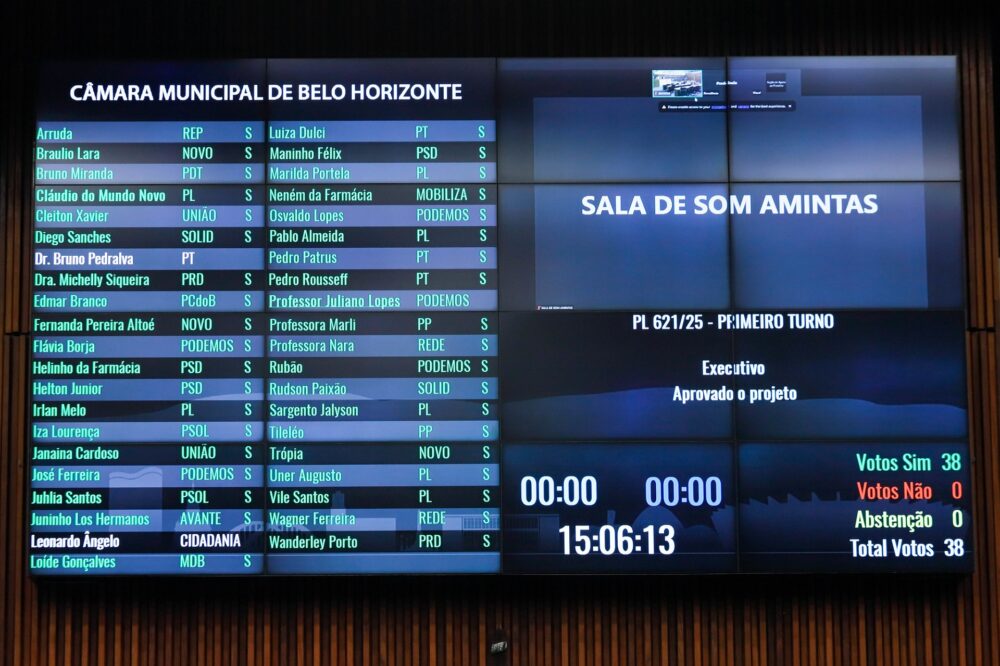 CÂMARA MUNICIPAL DE BELO HORIZONTE
Arruda REP S
Braulio Lara NOVO S
Bruno Miranda PDT S
Cláudio do Mundo Novo PL S
Cleiton Xavier UNIÃO S
Diego Sanches SOLID S
Dr. Bruno Pedralva PT
Dra. Michelly Siqueira PRD S
Edmar Branco PCdoB S
Fernanda Pereira Altoé NOVO S
Flávia Borja PODEMOS S
Helinho da Farmácia PSD S
Helton Junior PSD S
Irlan Melo PL S
Iza Lourença PSOL S
Janaina Cardoso UNIÃO S
José Ferreira PODEMOS S
Juhlia Santos PSOL S
Juninho Los Hermanos AVANTE S
Leonardo Ângelo CIDADANIA
Loíde Gonçalves MDB S
Luiza Dulci PT S
Maninho Félix PSD S
Marilda Portela PL S
Neném da Farmácia MOBILIZA S
Osvaldo Lopes PODEMOS S
Pablo Almeida PL S
Pedro Patrus PT S
Pedro Rousseff PT S
Professor Juliano Lopes PODEMOS
Professora Marli PP S
Professora Nara REDE S
Rubão PODEMOS S
Rudson Paixão SOLID S
Sargento Jalyson PL S
Tileléo PP S
Trópia NOVO S
Uner Augusto PL S
Vile Santos PL S
Wagner Ferreira REDE S
Wanderley Porto PRD S
SALA DE SOM AMINTAS
SALA DE SOM AMINTAS
PL 621/25 - PRIMEIRO TURNO
Executivo
Aprovado o projeto
00:00 00:00
15:06:13
Votos Sim 38
Votos Não 0
Abstenção 0
Total Votos 38